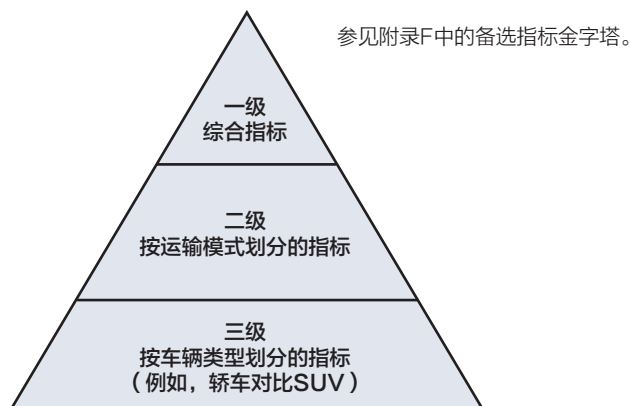 参见附录F中的备选指标金字塔。
一级
综合指标
二级
按运输模式划分的指标
三级
按车辆类型划分的指标
（例如，轿车对比SUV）